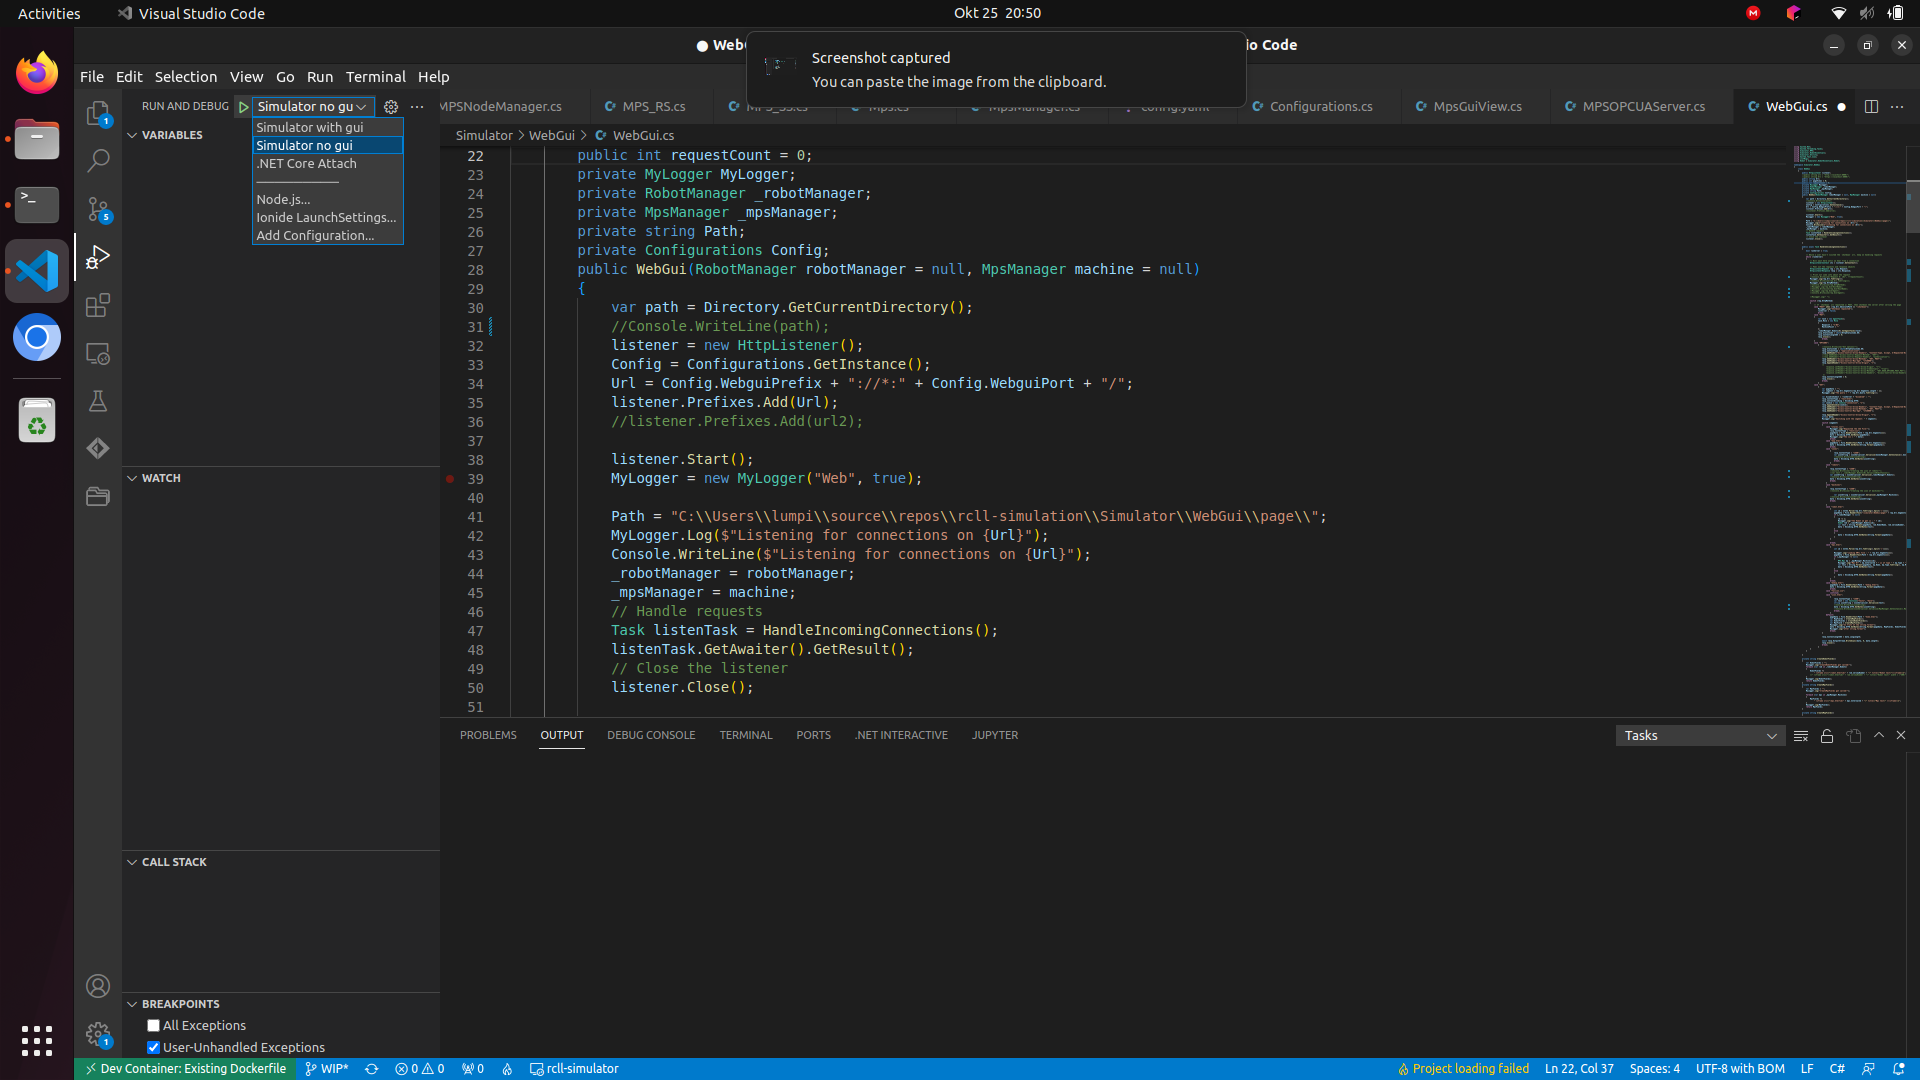 Activities
Visual Studio Code
Okt 25 20:50
Screenshot captured
You can paste the image from the clipboard.
● Web
io Code
File Edit Selection View Go Run Terminal Help
RUN AND DEBUG
Simulator no gu
Simulator with gui
Simulator no gui
.NET Core Attach
Node.js...
Ionide LaunchSettings...
Add Configuration...
VARIABLES
WATCH
CALL STACK
BREAKPOINTS
All Exceptions
User-Unhandled Exceptions
MPSNodeManager.cs
MPS_RS.cs
MPS_SS.cs
Mps.cs
MpsManager.cs
config.yaml
Configurations.cs
MpsGuiView.cs
MPSOPCUAServer.cs
WebGui.cs ●
Simulator > WebGui > WebGui.cs
22 public int requestCount = 0;
23 private MyLogger MyLogger;
24 private RobotManager _robotManager;
25 private MpsManager _mpsManager;
26 private string Path;
27 private Configurations Config;
28 public WebGui(RobotManager robotManager = null, MpsManager machine = null)
29 {
30 var path = Directory.GetCurrentDirectory();
31 //Console.WriteLine(path);
32 listener = new HttpListener();
33 Config = Configurations.GetInstance();
34 Url = Config.WebguiPrefix + "://*:" + Config.WebguiPort + "/";
35 listener.Prefixes.Add(Url);
36 //listener.Prefixes.Add(url2);
37
38 listener.Start();
39 MyLogger = new MyLogger("Web", true);
40
41 Path = "C:\\Users\\lumpi\\source\\repos\\rcll-simulation\\Simulator\\WebGui\\page\\";
42 MyLogger.Log($"Listening for connections on {Url}");
43 Console.WriteLine($"Listening for connections on {Url}");
44 _robotManager = robotManager;
45 _mpsManager = machine;
46 // Handle requests
47 Task listenTask = HandleIncomingConnections();
48 listenTask.GetAwaiter().GetResult();
49 // Close the listener
50 listener.Close();
51
PROBLEMS OUTPUT DEBUG CONSOLE TERMINAL PORTS .NET INTERACTIVE JUPYTER
Tasks
1
5
1
Dev Container: Existing Dockerfile
WIP*
0 0
0
rcll-simulator
Project loading failed
Ln 22, Col 37
Spaces: 4
UTF-8 with BOM
LF
C#